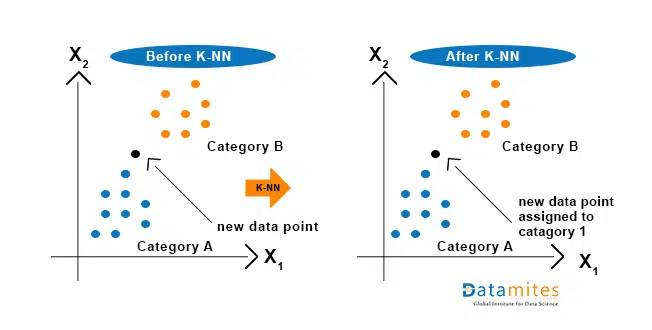 Before K-NN
X2
Category B
K-NN
new data point
Category A
X1
After K-NN
X2
Category B
new data point
assigned to
catagory 1
Category A
X1
Datamites
Global Institute for Data Science